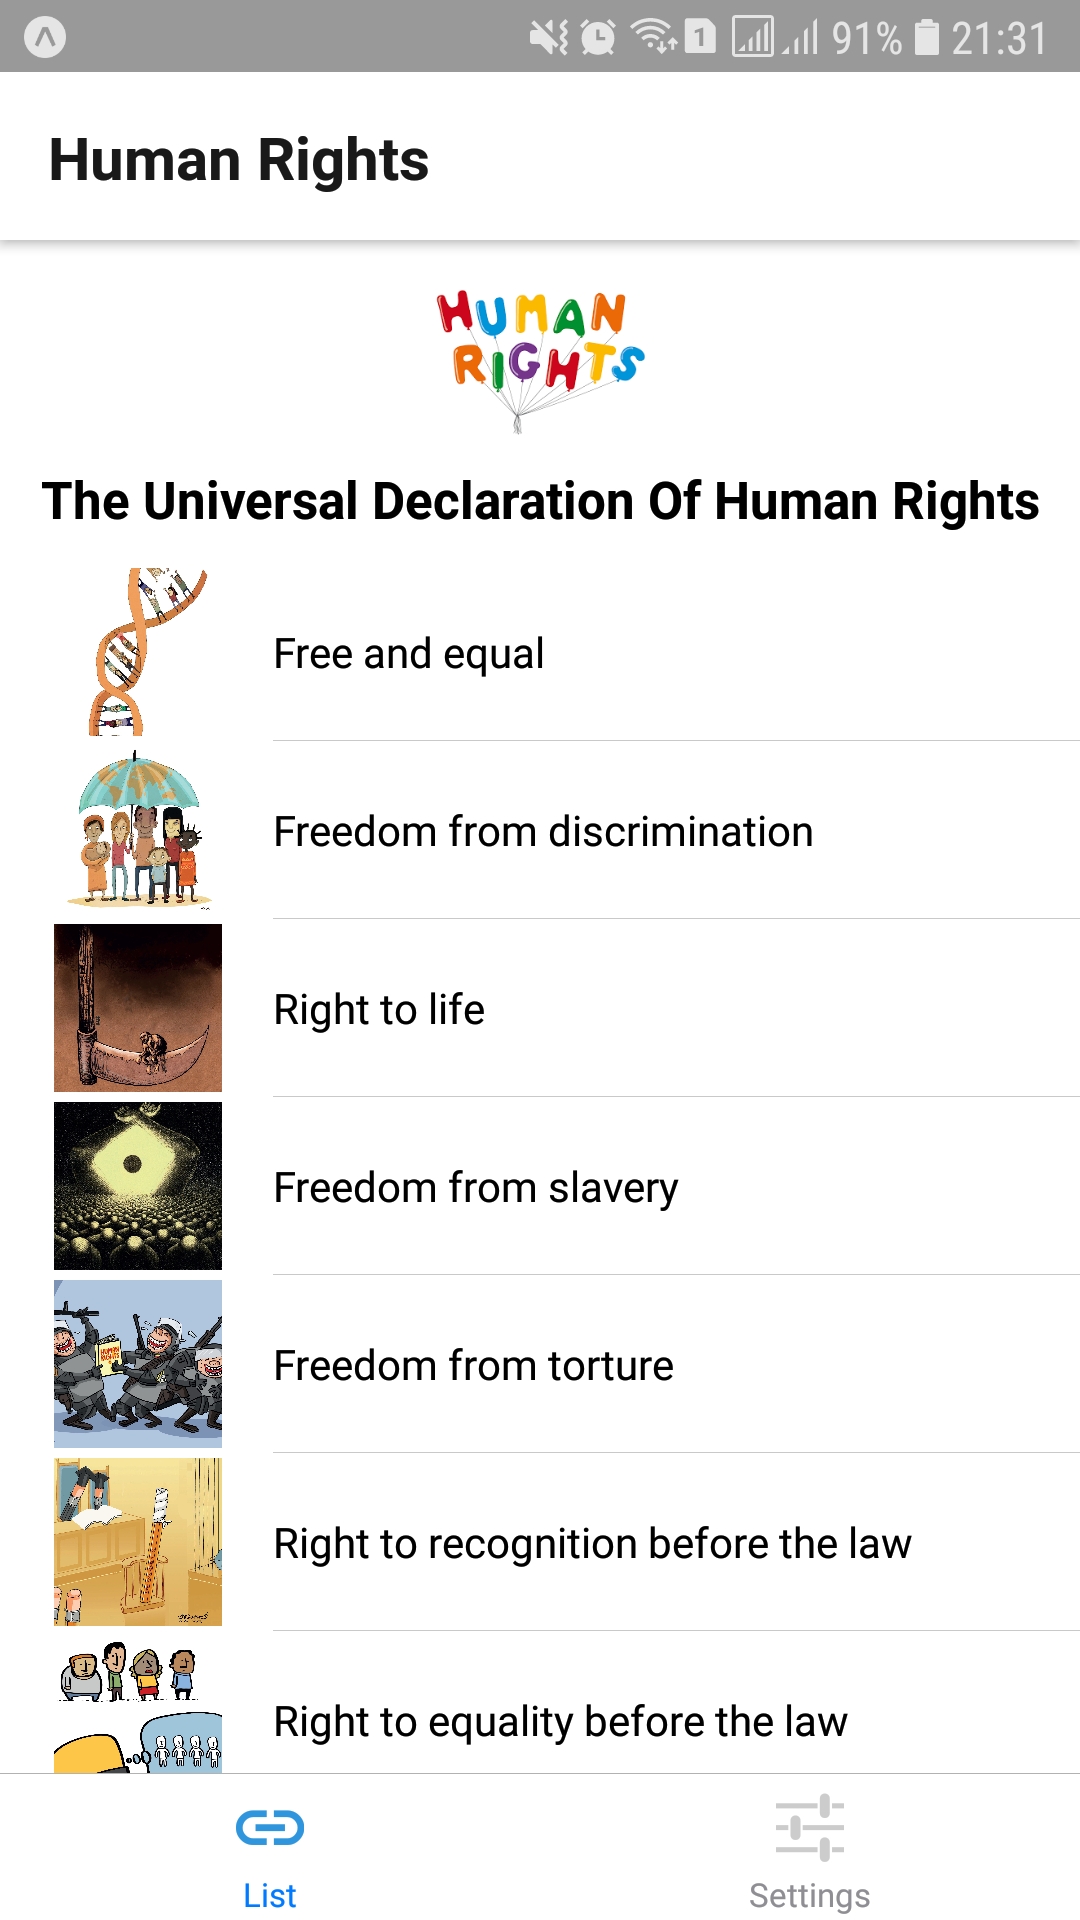 1 91% 21:31
Human Rights
HUMAN
RIGHTS
The Universal Declaration Of Human Rights
Free and equal
Freedom from discrimination
Right to life
Freedom from slavery
HUMAN
RIGHTS
Freedom from torture
Right to recognition before the law
Right to equality before the law
List
Settings